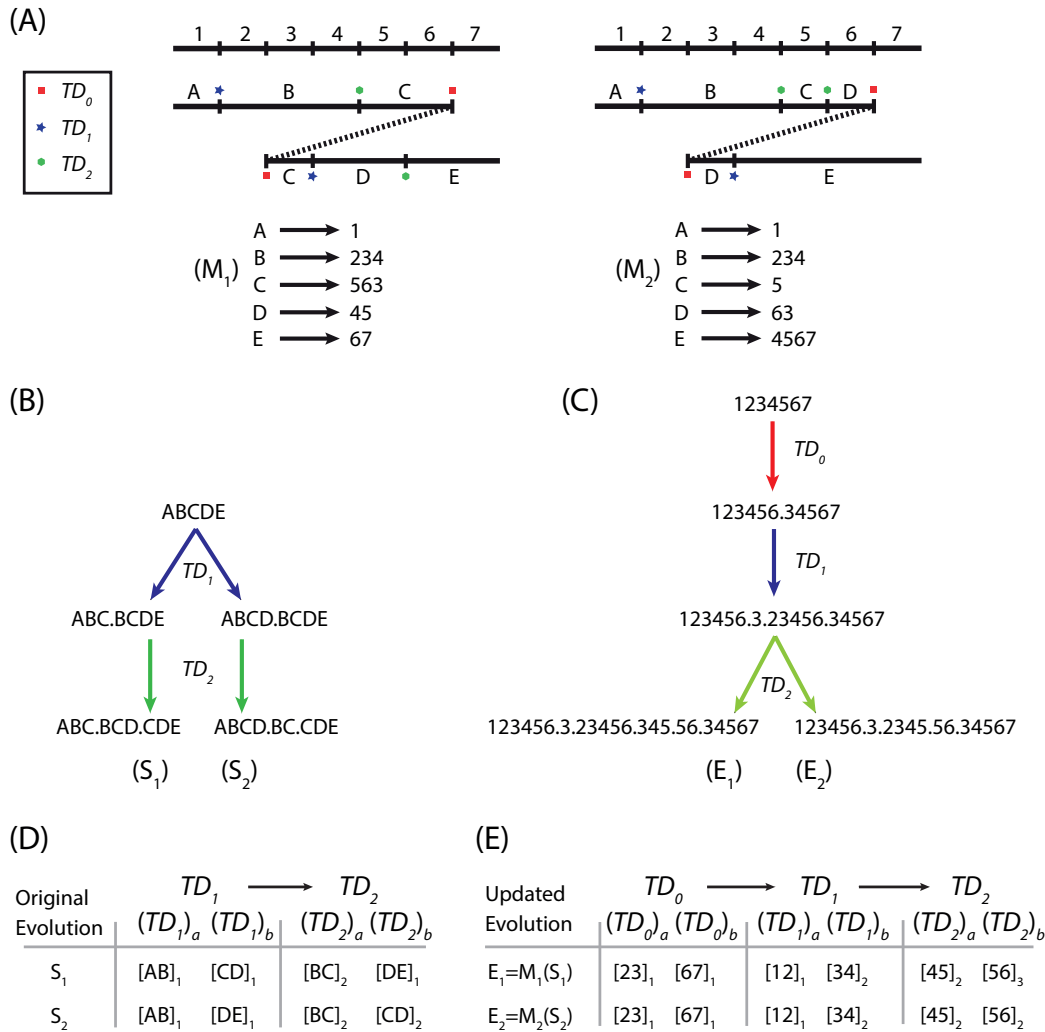 (A)
1 2 3 4 5 6 7
1 2 3 4 5 6 7
TD0
TD1
TD2
A B C
C D E
A B C D
D E
(M1)
A 1
B 234
C 563
D 45
E 67
(M2)
A 1
B 234
C 5
D 63
E 4567
(B)
ABCDE
TD1
ABC.BCDE ABCD.BCDE
TD2
ABC.BCD.CDE ABCD.BC.CDE
(S1) (S2)
(C)
1234567
TD0
123456.34567
TD1
123456.3.23456.34567
TD2
123456.3.23456.345.56.34567 123456.3.2345.56.34567
(E1) (E2)
(D)
Original Evolution
TD1 TD2
(TD1)a (TD1)b (TD2)a (TD2)b
S1 [AB]1 [CD]1 [BC]2 [DE]1
S2 [AB]1 [DE]1 [BC]2 [CD]2
(E)
Updated Evolution
TD0 TD1 TD2
(TD0)a (TD0)b (TD1)a (TD1)b (TD2)a (TD2)b
E1=M1(S1) [23]1 [67]1 [12]1 [34]2 [45]2 [56]3
E2=M2(S2) [23]1 [67]1 [12]1 [34]2 [45]2 [56]2